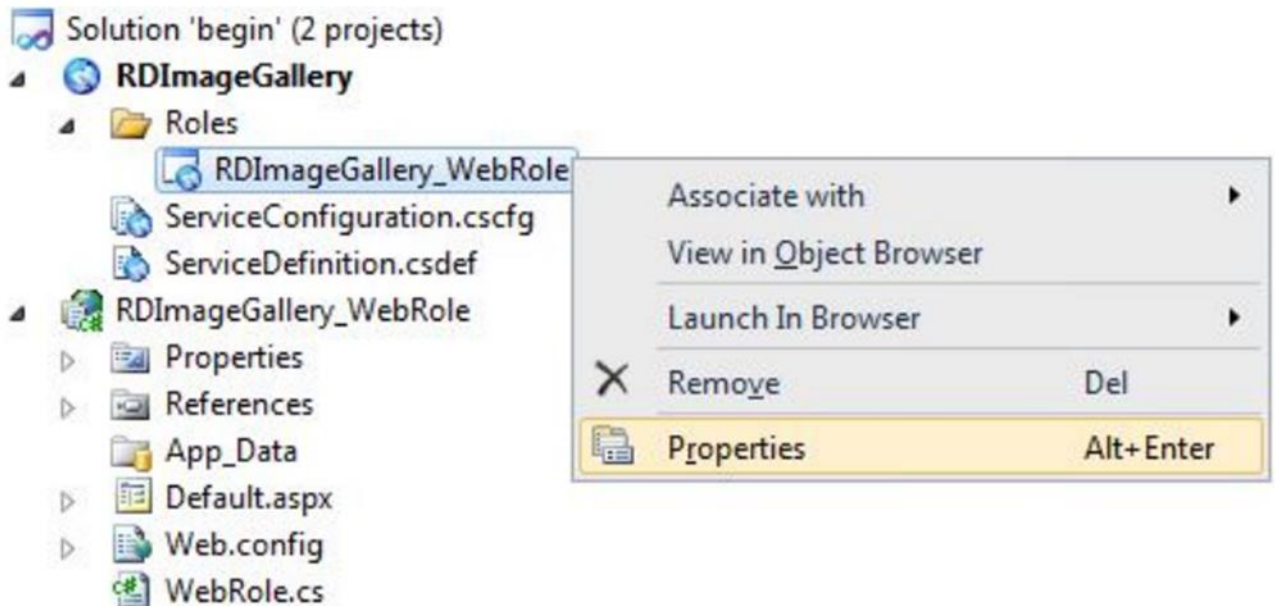 Solution 'begin' (2 projects)
RDImageGallery
Roles
RDImageGallery_WebRole
ServiceConfiguration.cscfg
ServiceDefinition.csdef
RDImageGallery_WebRole
Properties
References
App_Data
Default.aspx
Web.config
WebRole.cs
Associate with
View in Object Browser
Launch In Browser
Remove Del
Properties Alt+Enter